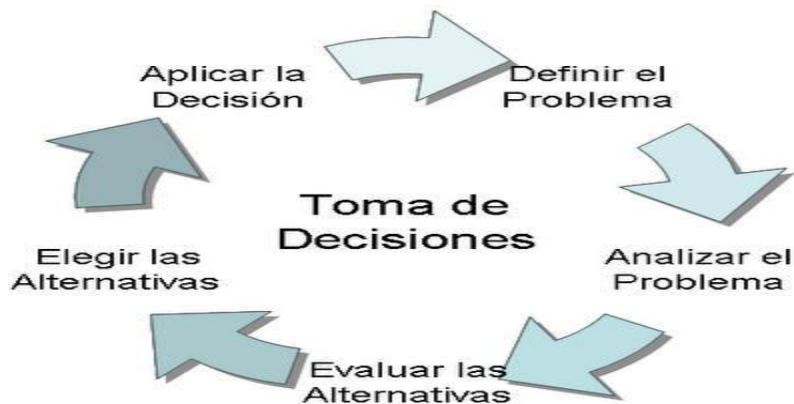 Aplicar la
Decisión
Definir el
Problema
Toma de
Decisiones
Elegir las
Alternativas
Analizar el
Problema
Evaluar las
Alternativas